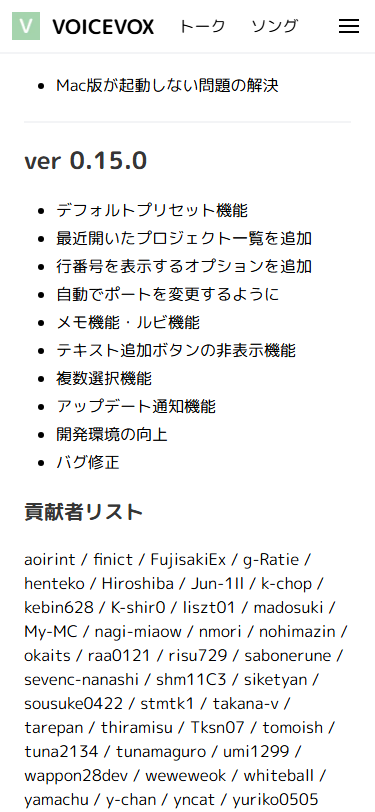 V VOICEVOX トーク ソング
Mac版が起動しない問題の解決
ver 0.15.0
デフォルトプリセット機能
最近開いたプロジェクト一覧を追加
行番号を表示するオプションを追加
自動でポートを変更するように
メモ機能・ルビ機能
テキスト追加ボタンの非表示機能
複数選択機能
アップデート通知機能
開発環境の向上
バグ修正
貢献者リスト
aoirint / finict / FujisakiEx / g-Ratie /
henteko / Hiroshiba / Jun-1ll / k-chop /
kebin628 / K-shir0 / liszt01 / madosuki /
My-MC / nagi-miaow / nmori / nohimazin /
okaits / raa0121 / risu729 / sabonerune /
sevenc-nanashi / shm11C3 / siketyan /
sousuke0422 / stmtk1 / takana-v /
tarepan / thiramisu / Tksn07 / tomoish /
tuna2134 / tunamaguro / umi1299 /
wappon28dev / weweweok / whiteball /
yamachu / y-chan / yncat / yuriko0505